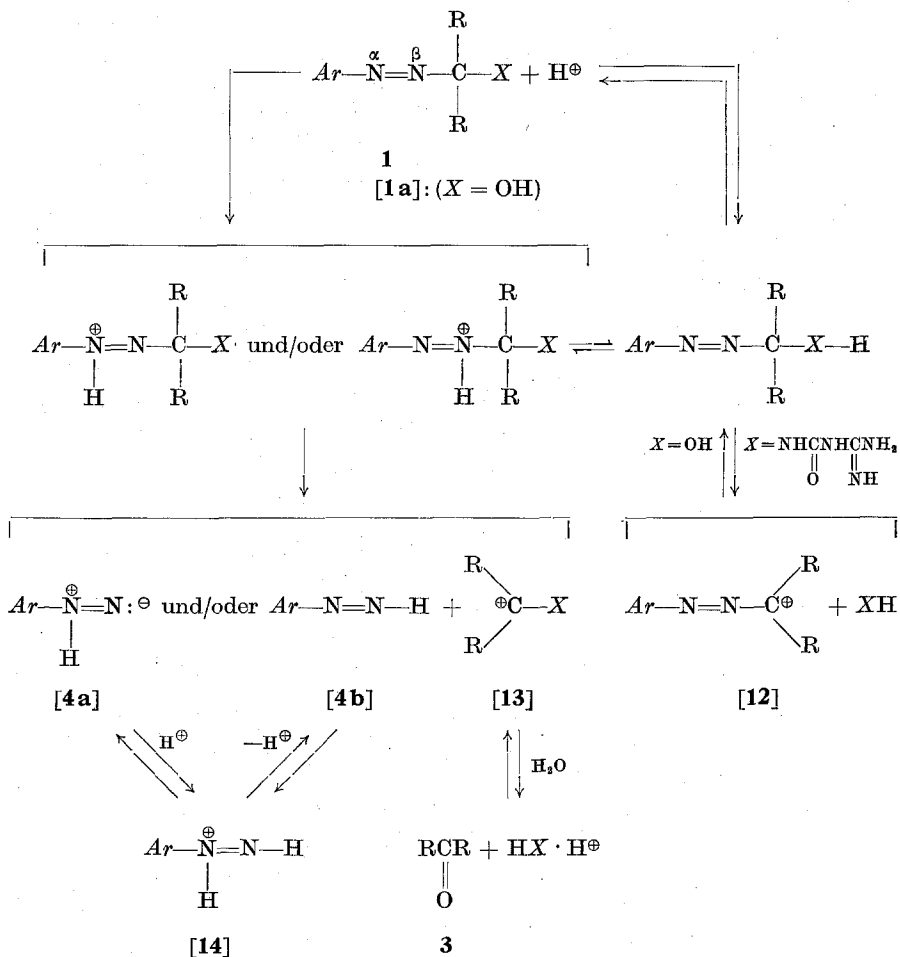 R
α β
Ar—N=N—C—X + H⊕
R
1
[1a]: (X = OH)
R R R
⊕ ⊕
Ar—N=N—C—X und/oder Ar—N=N—C—X ⇌ Ar—N=N—C—X—H
H R H R R
X=OH X=NHCNHCNH₂
O NH
R R
⊕
Ar—N=N:⊖ und/oder Ar—N=N—H + ⊕C—X Ar—N=N—C⊕ + XH
H R R
[4a] [4b] [13] [12]
H⊕ —H⊕ H₂O
⊕
Ar—N=N—H RCR + HX · H⊕
H O
[14] 3